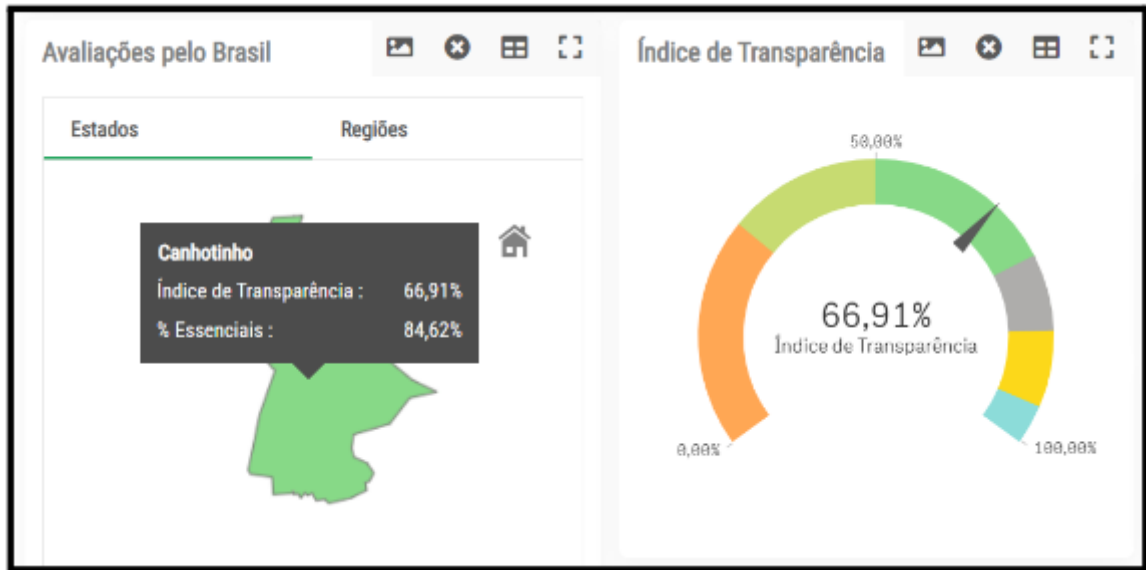 Avaliações pelo Brasil
Estados
Regiões
Canhotinho
Índice de Transparência : 66,91%
% Essenciais : 84,62%
Índice de Transparência
50,00%
66,91%
Índice de Transparência
0,00%
100,00%